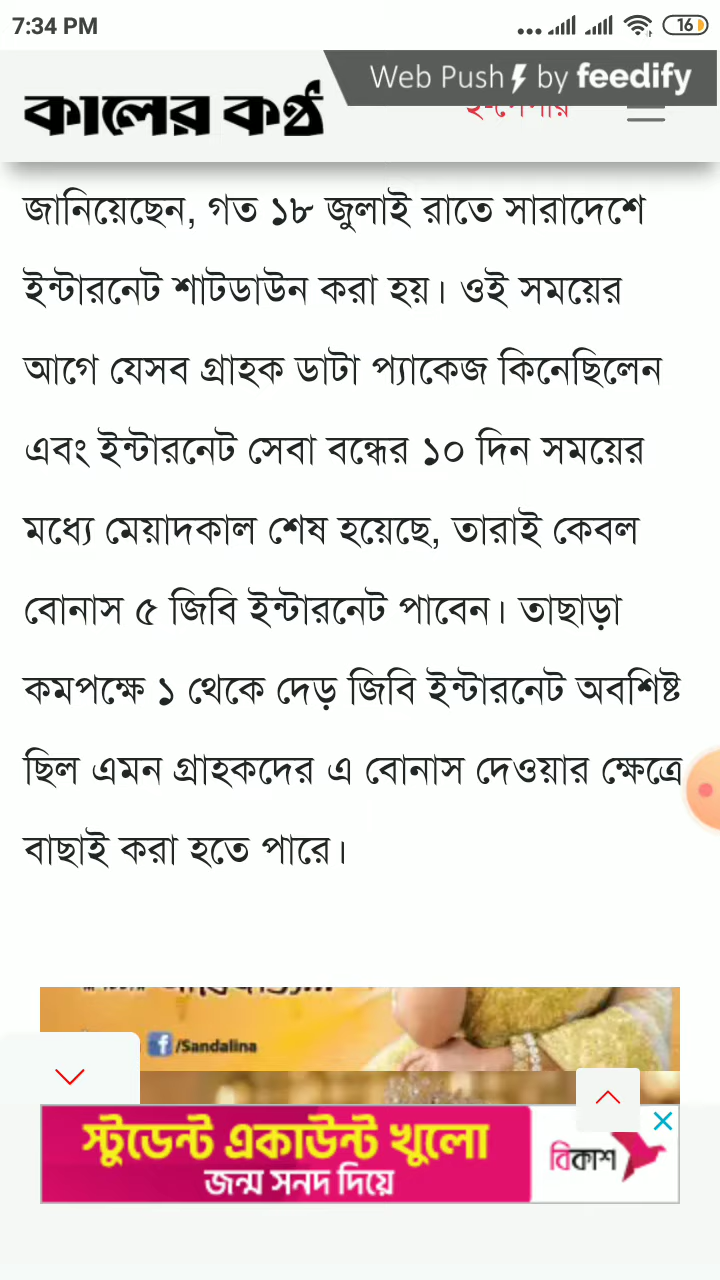 7:34 PM
16
Web Push by feedify
কালের কণ্ঠ
ই-পেপার
জানিয়েছেন, গত ১৮ জুলাই রাতে সারাদেশে
ইন্টারনেট শাটডাউন করা হয়। ওই সময়ের
আগে যেসব গ্রাহক ডাটা প্যাকেজ কিনেছিলেন
এবং ইন্টারনেট সেবা বন্ধের ১০ দিন সময়ের
মধ্যে মেয়াদকাল শেষ হয়েছে, তারাই কেবল
বোনাস ৫ জিবি ইন্টারনেট পাবেন। তাছাড়া
কমপক্ষে ১ থেকে দেড় জিবি ইন্টারনেট অবশিষ্ট
ছিল এমন গ্রাহকদের এ বোনাস দেওয়ার ক্ষেত্রে
বাছাই করা হতে পারে।
/Sandalina
স্টুডেন্ট একাউন্ট খুলো
জন্ম সনদ দিয়ে
বিকাশ